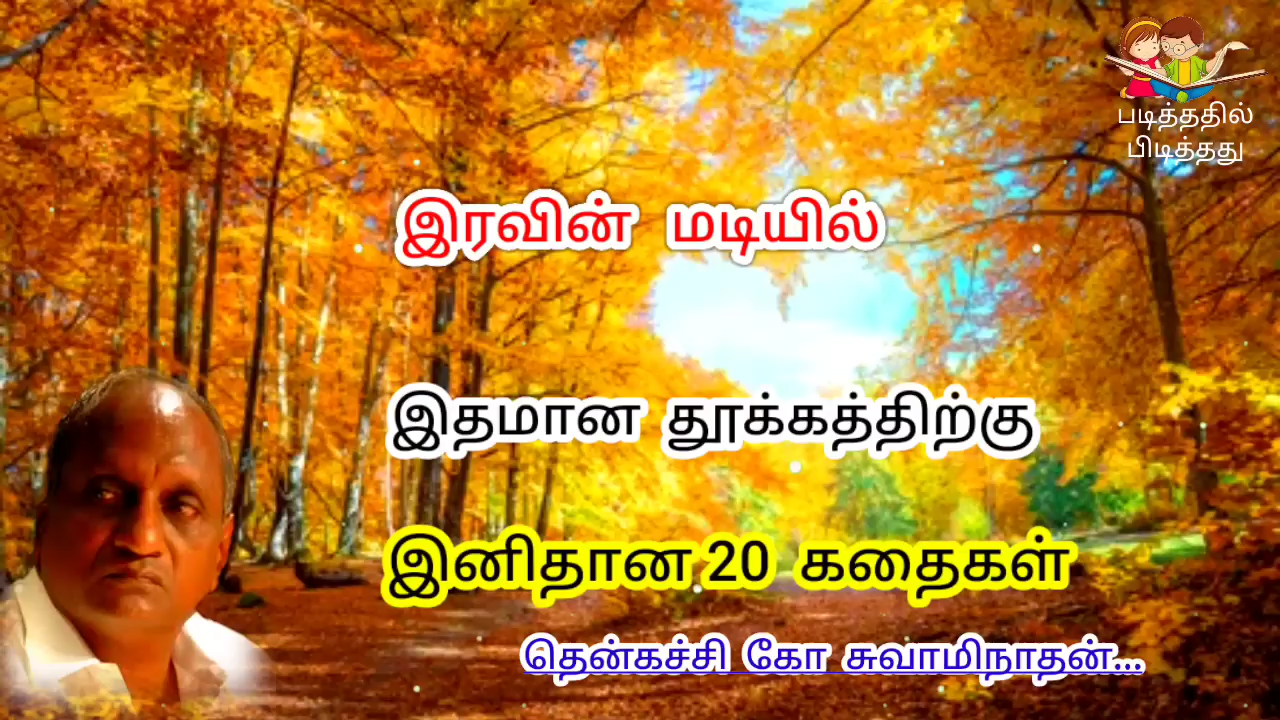 படித்ததில்
பிடித்தது
இரவின் மடியில்
இதமான தூக்கத்திற்கு
இனிதான 20 கதைகள்
தென்கச்சி கோ சுவாமிநாதன்...